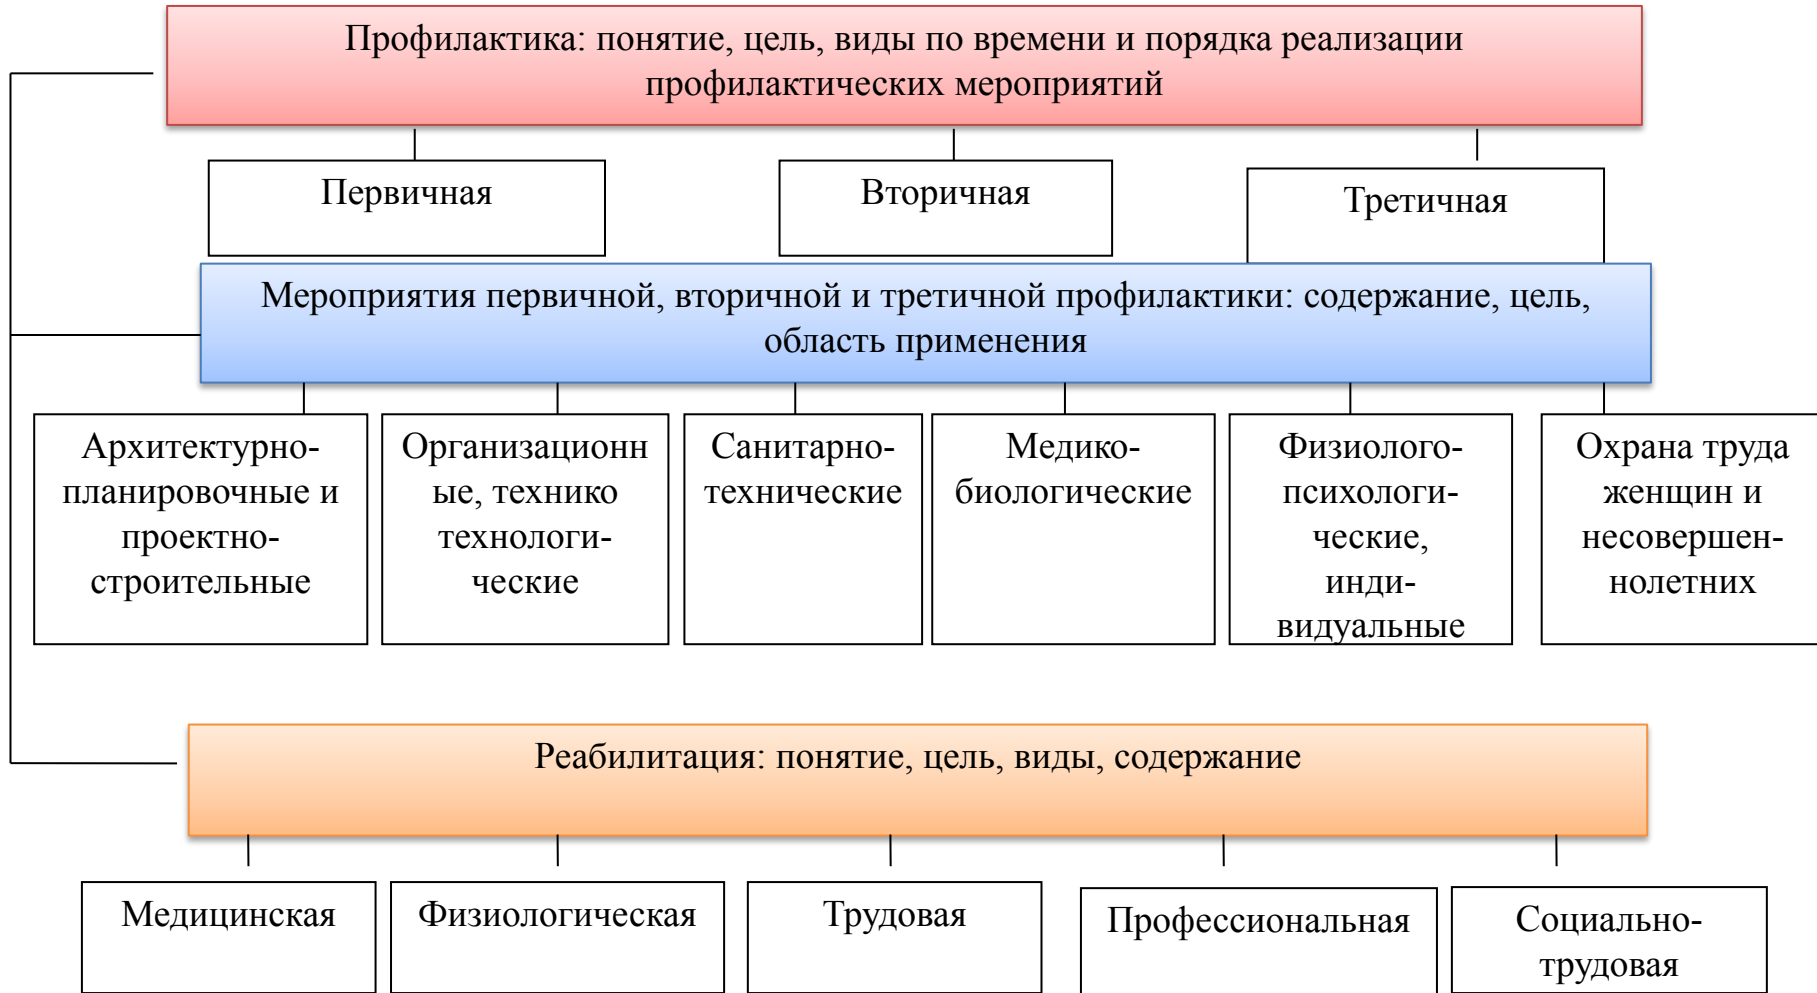 Профилактика: понятие, цель, виды по времени и порядка реализации
профилактических мероприятий
Первичная
Вторичная
Третичная
Мероприятия первичной, вторичной и третичной профилактики: содержание, цель,
область применения
Архитектурно-
планировочные и
проектно-
строительные
Организационн
ые, технико
технологи-
ческие
Санитарно-
технические
Медико-
биологические
Физиолого-
психологи-
ческие,
инди-
видуальные
Охрана труда
женщин и
несовершен-
нолетних
Реабилитация: понятие, цель, виды, содержание
Медицинская
Физиологическая
Трудовая
Профессиональная
Социально-
трудовая